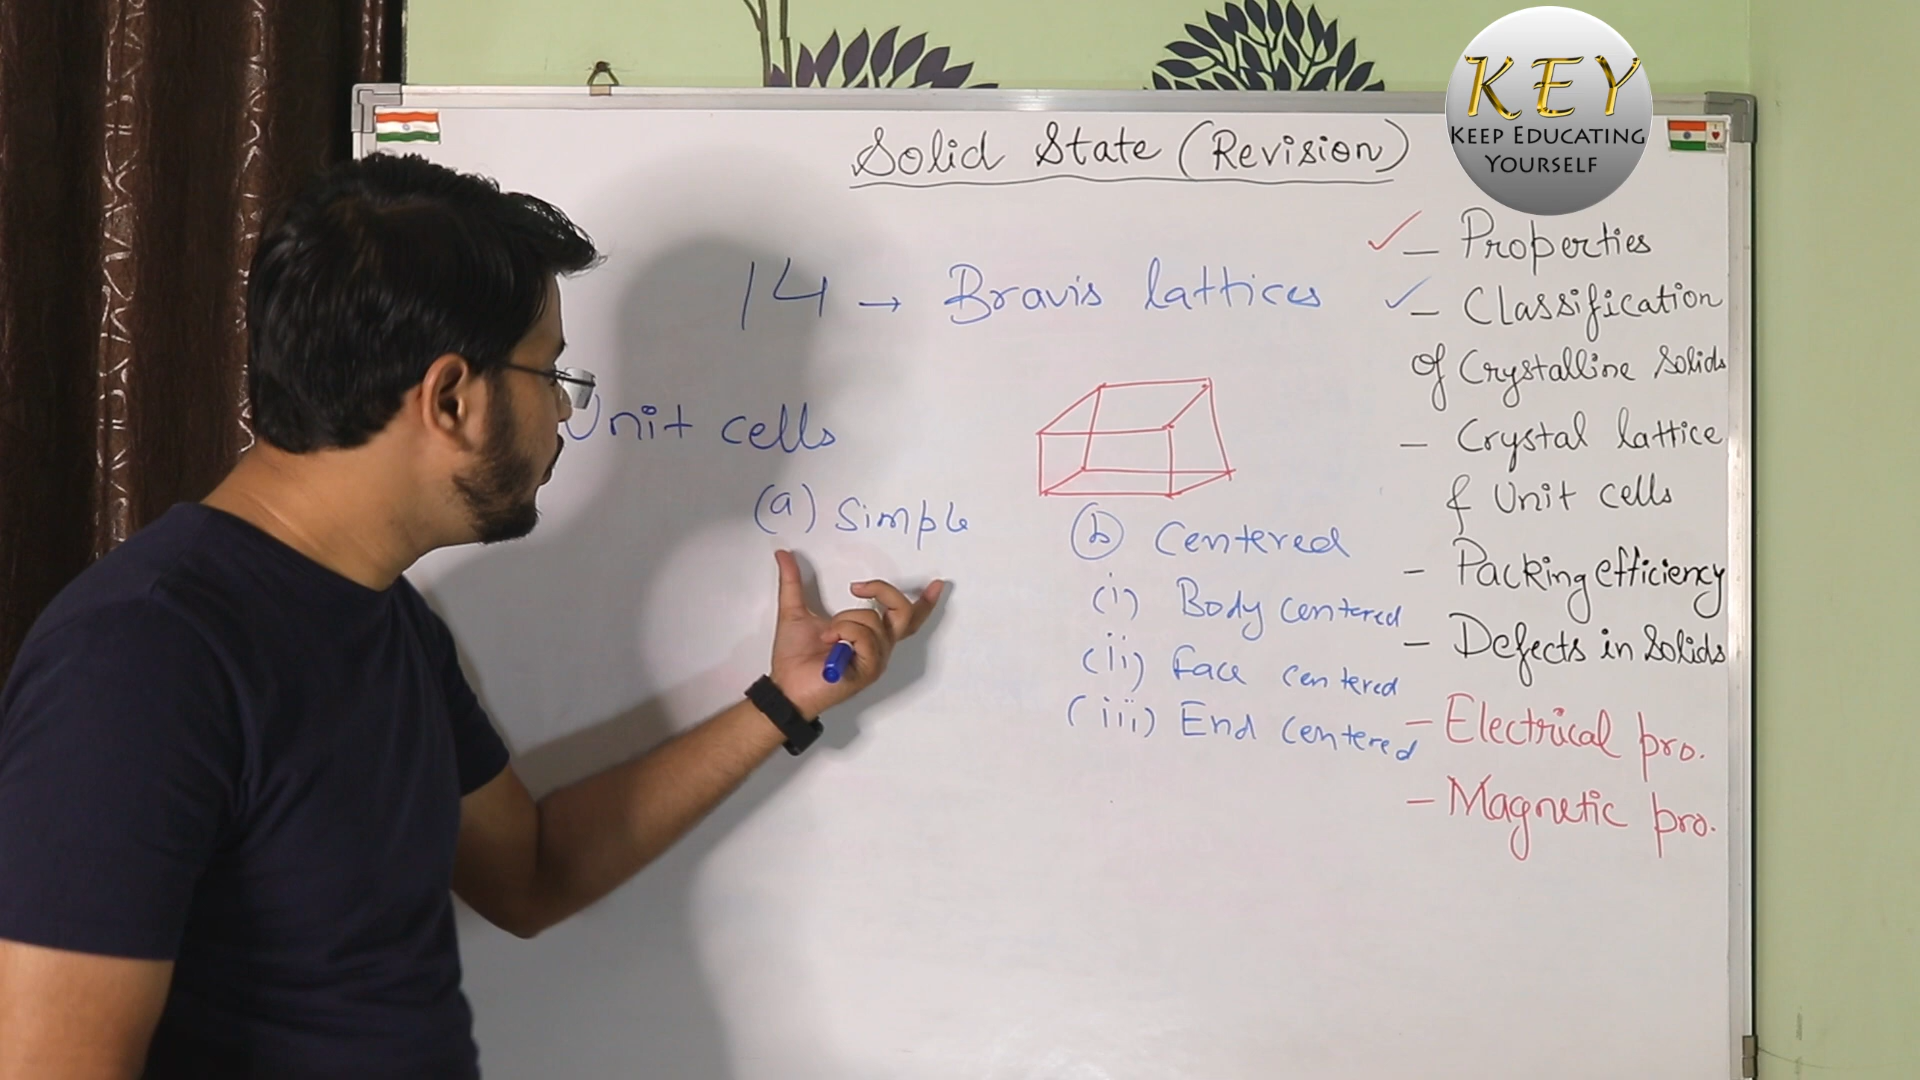 KEY
KEEP EDUCATING
YOURSELF
Solid State (Revision)
14 → Bravis lattices
Unit cells
(a) Simple
(b) Centered
(i) Body centered
(ii) Face centered
(iii) End centered
✓ - Properties
✓ - Classification
of Crystalline Solids
- Crystal lattice
& Unit cells
- Packing efficiency
- Defects in Solids
- Electrical pro.
- Magnetic pro.